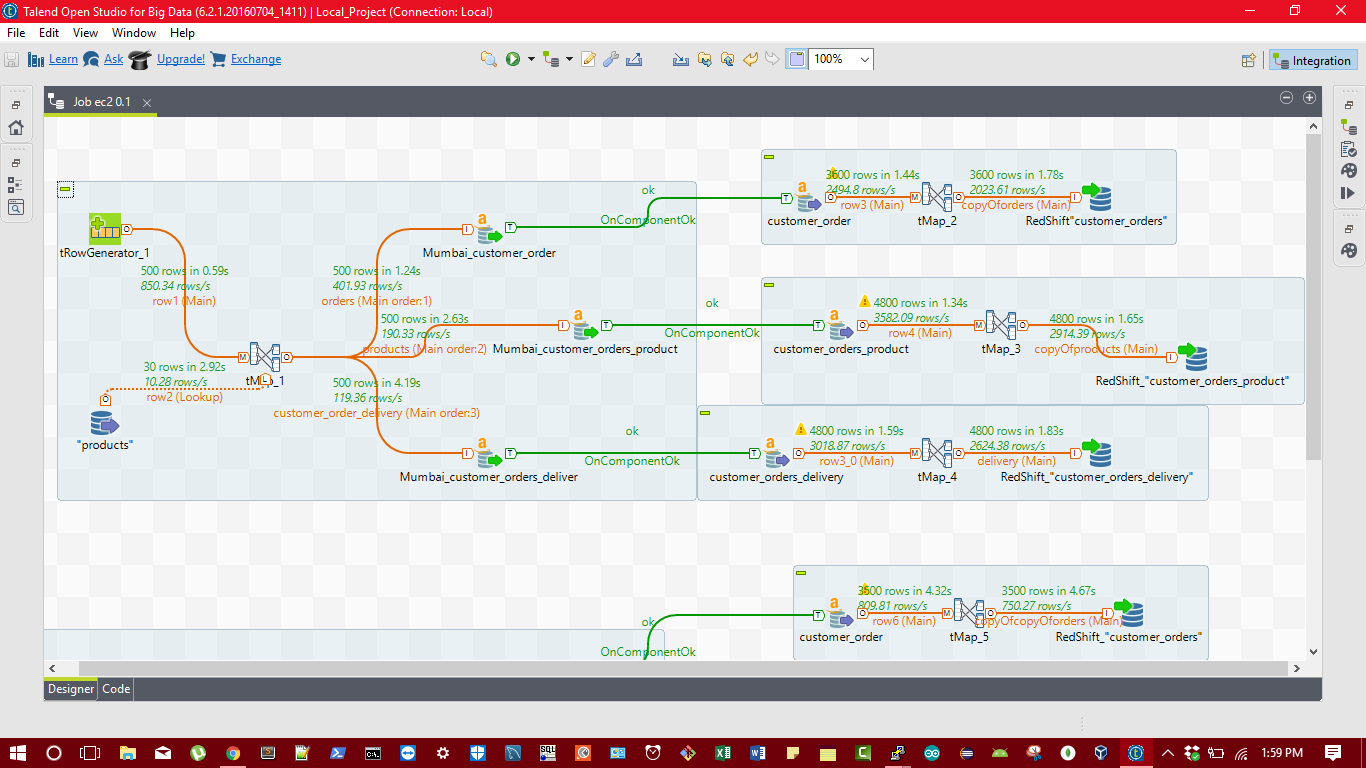 Talend Open Studio for Big Data (6.2.1.20160704_1411) | Local_Project (Connection: Local)
File Edit View Window Help
Learn Ask Upgrade! Exchange 100% Integration
Job ec2 0.1
tRowGenerator_1
500 rows in 0.59s
850.34 rows/s
row1 (Main)
30 rows in 2.92s
10.28 rows/s
row2 (Lookup)
"products"
500 rows in 1.24s
401.93 rows/s
orders (Main order:1)
Mumbai_customer_order
ok
OnComponentOk
500 rows in 2.63s
190.33 rows/s
products (Main order:2)
Mumbai_customer_orders_product
ok
OnComponentOk
500 rows in 4.19s
119.36 rows/s
customer_order_delivery (Main order:3)
Mumbai_customer_orders_deliver
ok
OnComponentOk
3600 rows in 1.44s
2494.8 rows/s
row3 (Main)
customer_order
tMap_2
3600 rows in 1.78s
2023.61 rows/s
copyOforders (Main)
RedShift"customer_orders"
4800 rows in 1.34s
3582.09 rows/s
row4 (Main)
customer_orders_product
tMap_3
4800 rows in 1.65s
2914.39 rows/s
copyOfproducts (Main)
RedShift_"customer_orders_product"
4800 rows in 1.59s
3018.87 rows/s
row3_0 (Main)
customer_orders_delivery
tMap_4
4800 rows in 1.83s
2624.38 rows/s
delivery (Main)
RedShift_"customer_orders_delivery"
ok
OnComponentOk
3500 rows in 4.32s
809.81 rows/s
row6 (Main)
customer_order
tMap_5
3500 rows in 4.67s
750.27 rows/s
copyOfcopyOforders (Main)
RedShift_"customer_orders"
Designer Code
1:59 PM